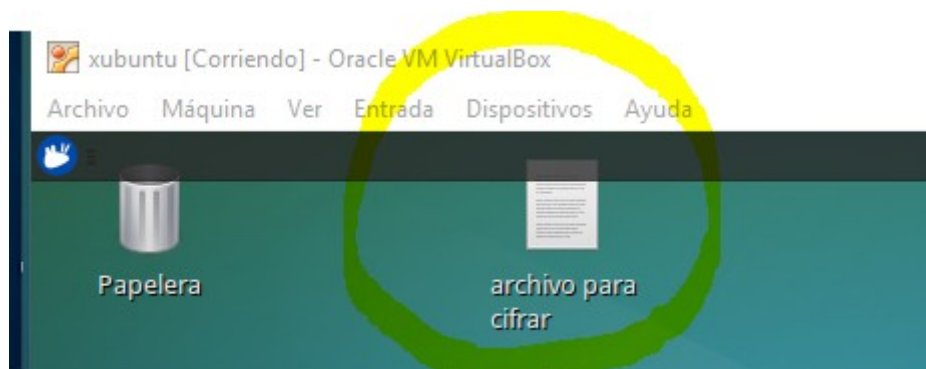 xubuntu [Corriendo] - Oracle VM VirtualBox
Archivo Máquina Ver Entrada Dispositivos Ayuda
Papelera
archivo para
cifrar